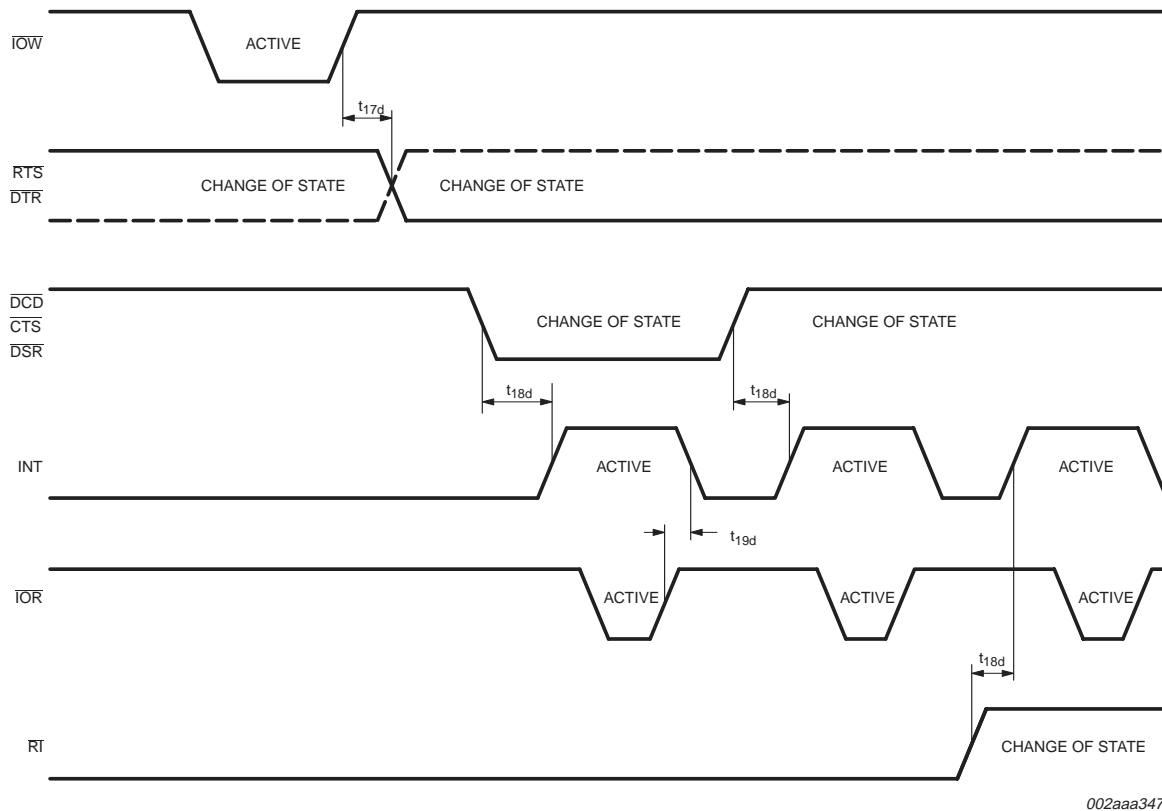 IOW
ACTIVE
t17d
RTS
DTR
CHANGE OF STATE CHANGE OF STATE
DCD
CTS
DSR
CHANGE OF STATE CHANGE OF STATE
t18d t18d
INT
ACTIVE ACTIVE ACTIVE
t19d
IOR
ACTIVE ACTIVE ACTIVE
t18d
RI
CHANGE OF STATE
002aaa347